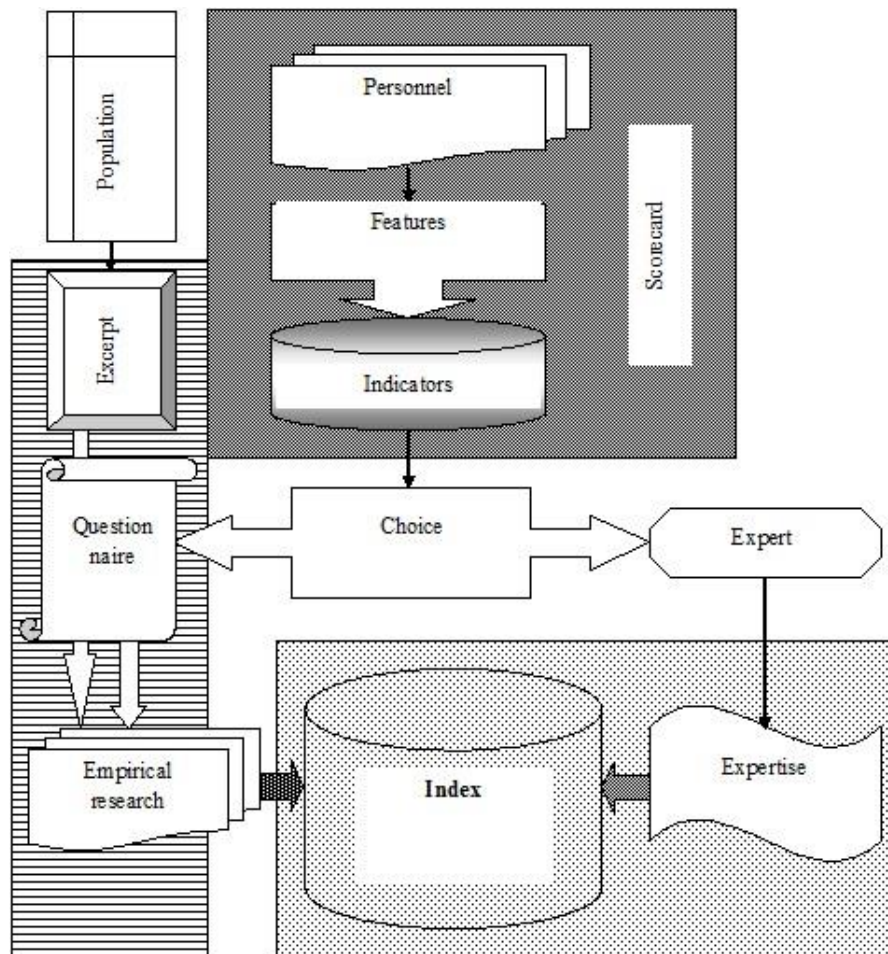 Population
Personnel
Features
Scorecard
Excerpt
Indicators
Question
naire
Choice
Expert
Empirical
research
Index
Expertise